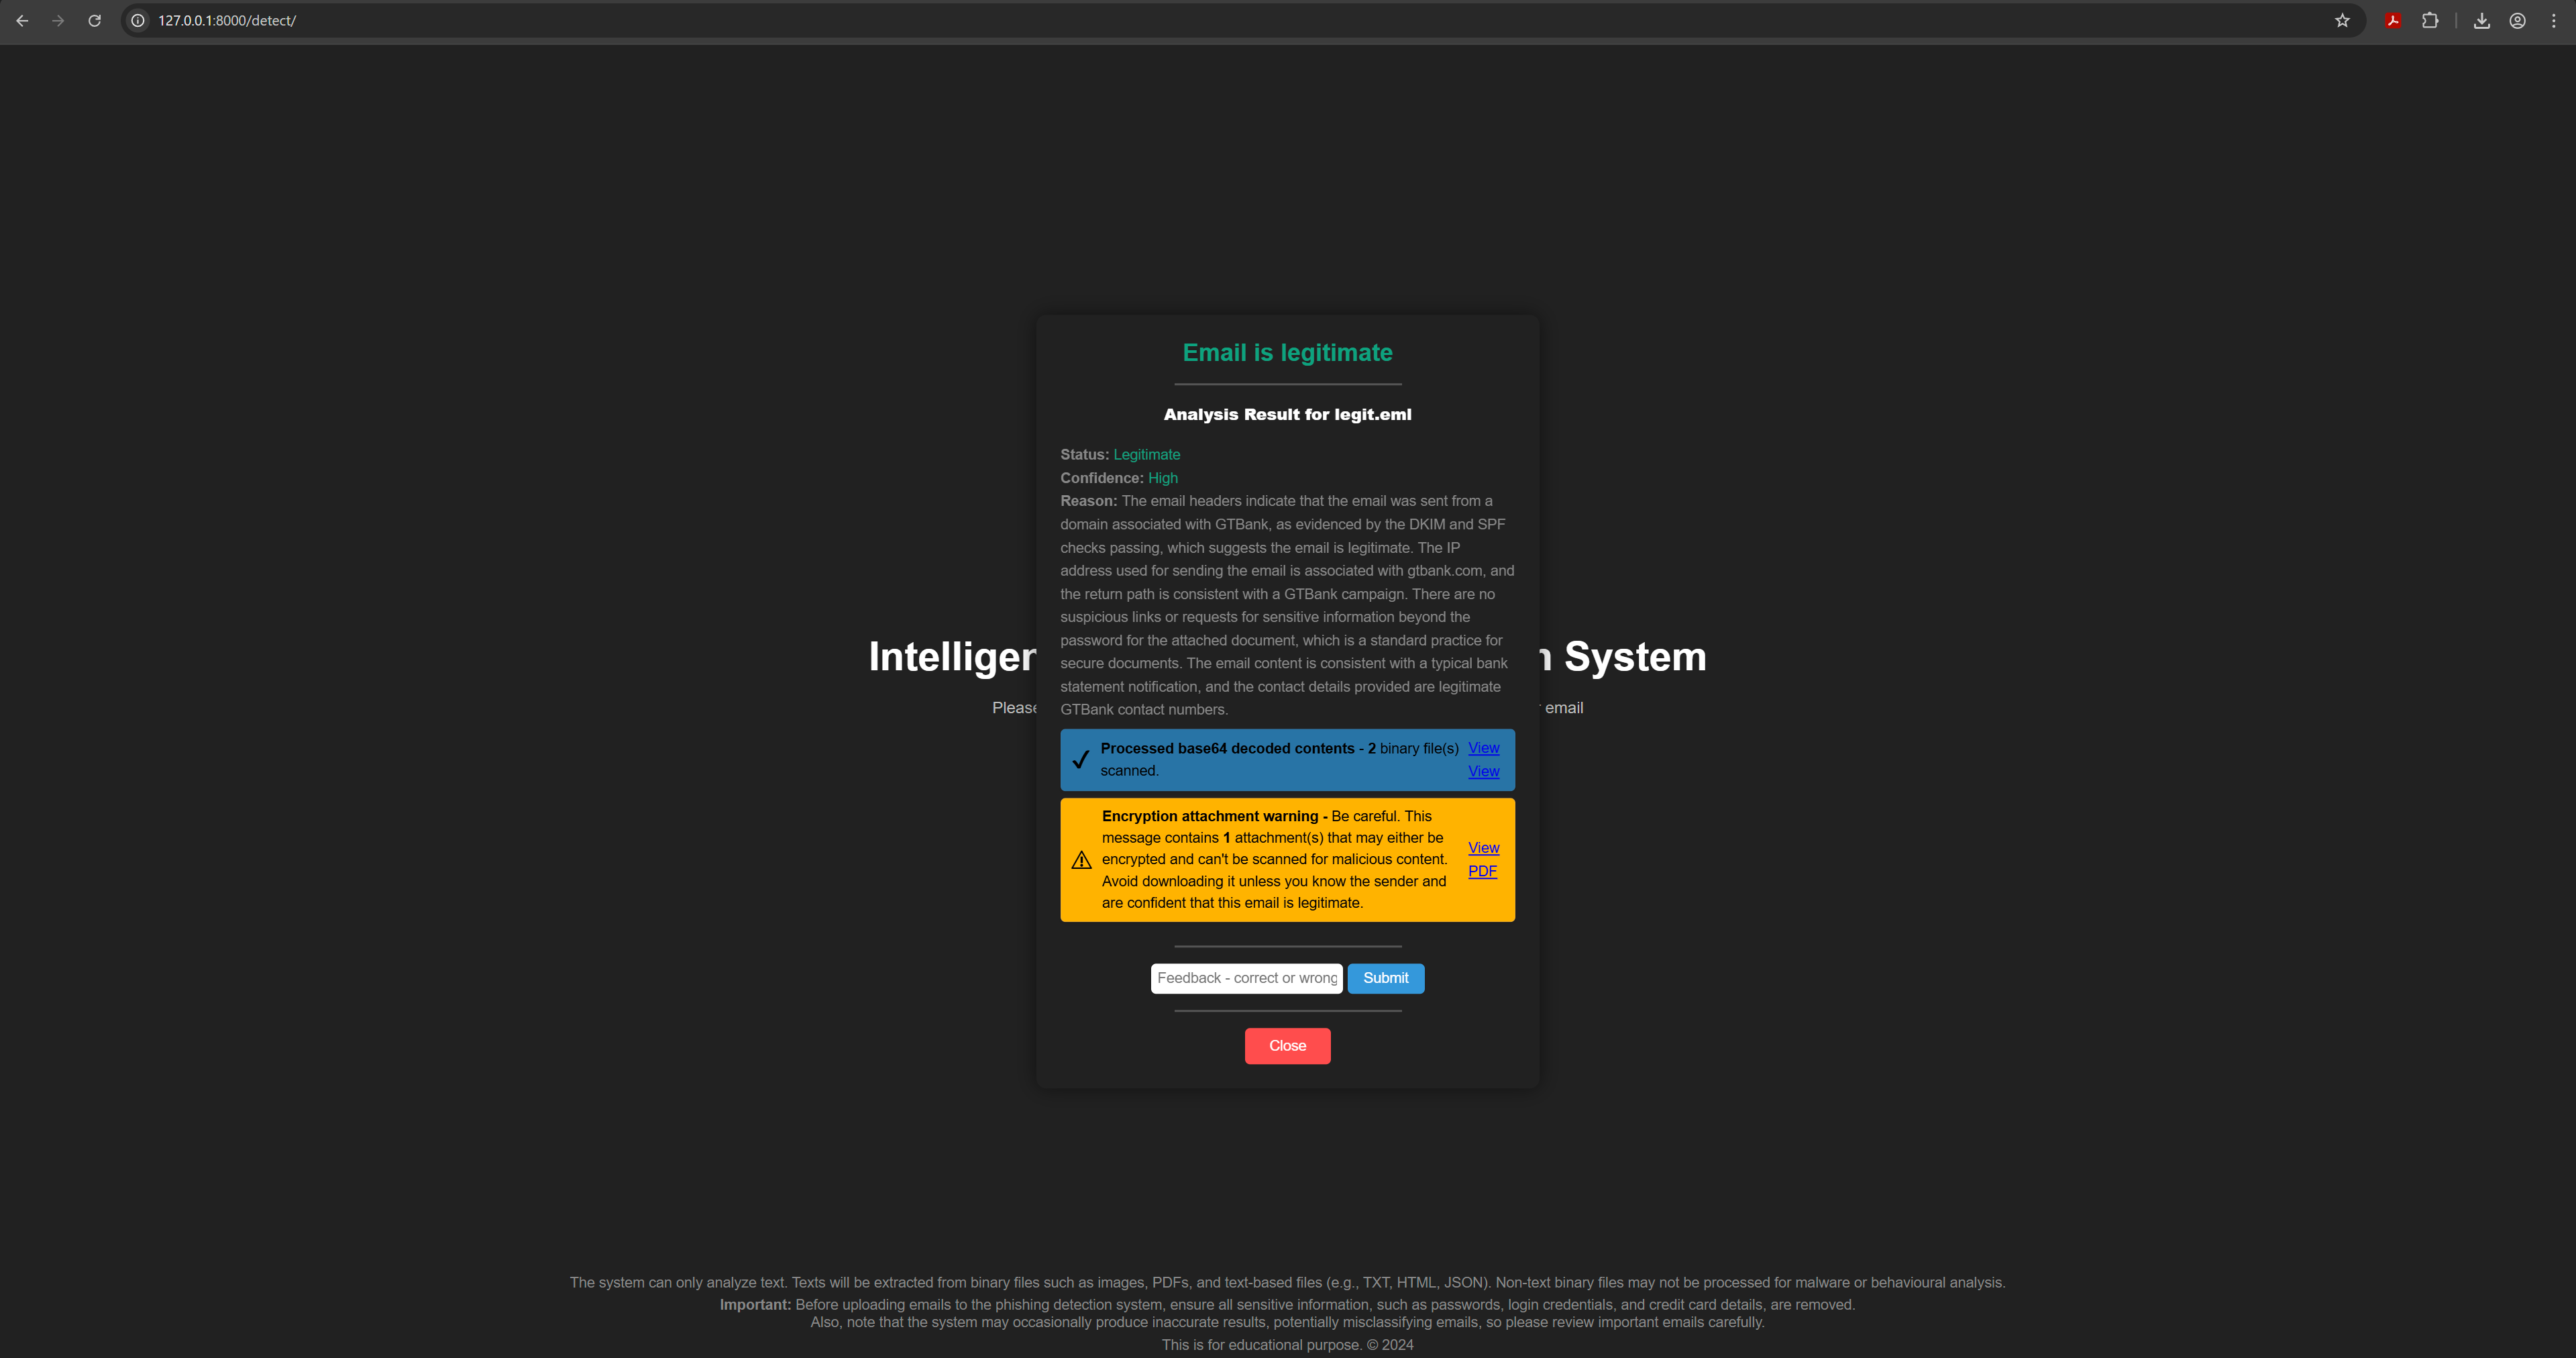 127.0.0.1:8000/detect/
Email is legitimate
Analysis Result for legit.eml
Status: Legitimate
Confidence: High
Reason: The email headers indicate that the email was sent from a
domain associated with GTBank, as evidenced by the DKIM and SPF
checks passing, which suggests the email is legitimate. The IP
address used for sending the email is associated with gtbank.com, and
the return path is consistent with a GTBank campaign. There are no
suspicious links or requests for sensitive information beyond the
password for the attached document, which is a standard practice for
secure documents. The email content is consistent with a typical bank
statement notification, and the contact details provided are legitimate
GTBank contact numbers.
System
Please
email
Processed base64 decoded contents - 2 binary file(s)
scanned.
View
View
Encryption attachment warning - Be careful. This
message contains 1 attachment(s) that may either be
encrypted and can't be scanned for malicious content.
Avoid downloading it unless you know the sender and
are confident that this email is legitimate.
View
PDF
Feedback - correct or wrong
Submit
Close
The system can only analyze text. Texts will be extracted from binary files such as images, PDFs, and text-based files (e.g., TXT, HTML, JSON). Non-text binary files may not be processed for malware or behavioural analysis.
Important: Before uploading emails to the phishing detection system, ensure all sensitive information, such as passwords, login credentials, and credit card details, are removed.
Also, note that the system may occasionally produce inaccurate results, potentially misclassifying emails, so please review important emails carefully.
This is for educational purpose. © 2024